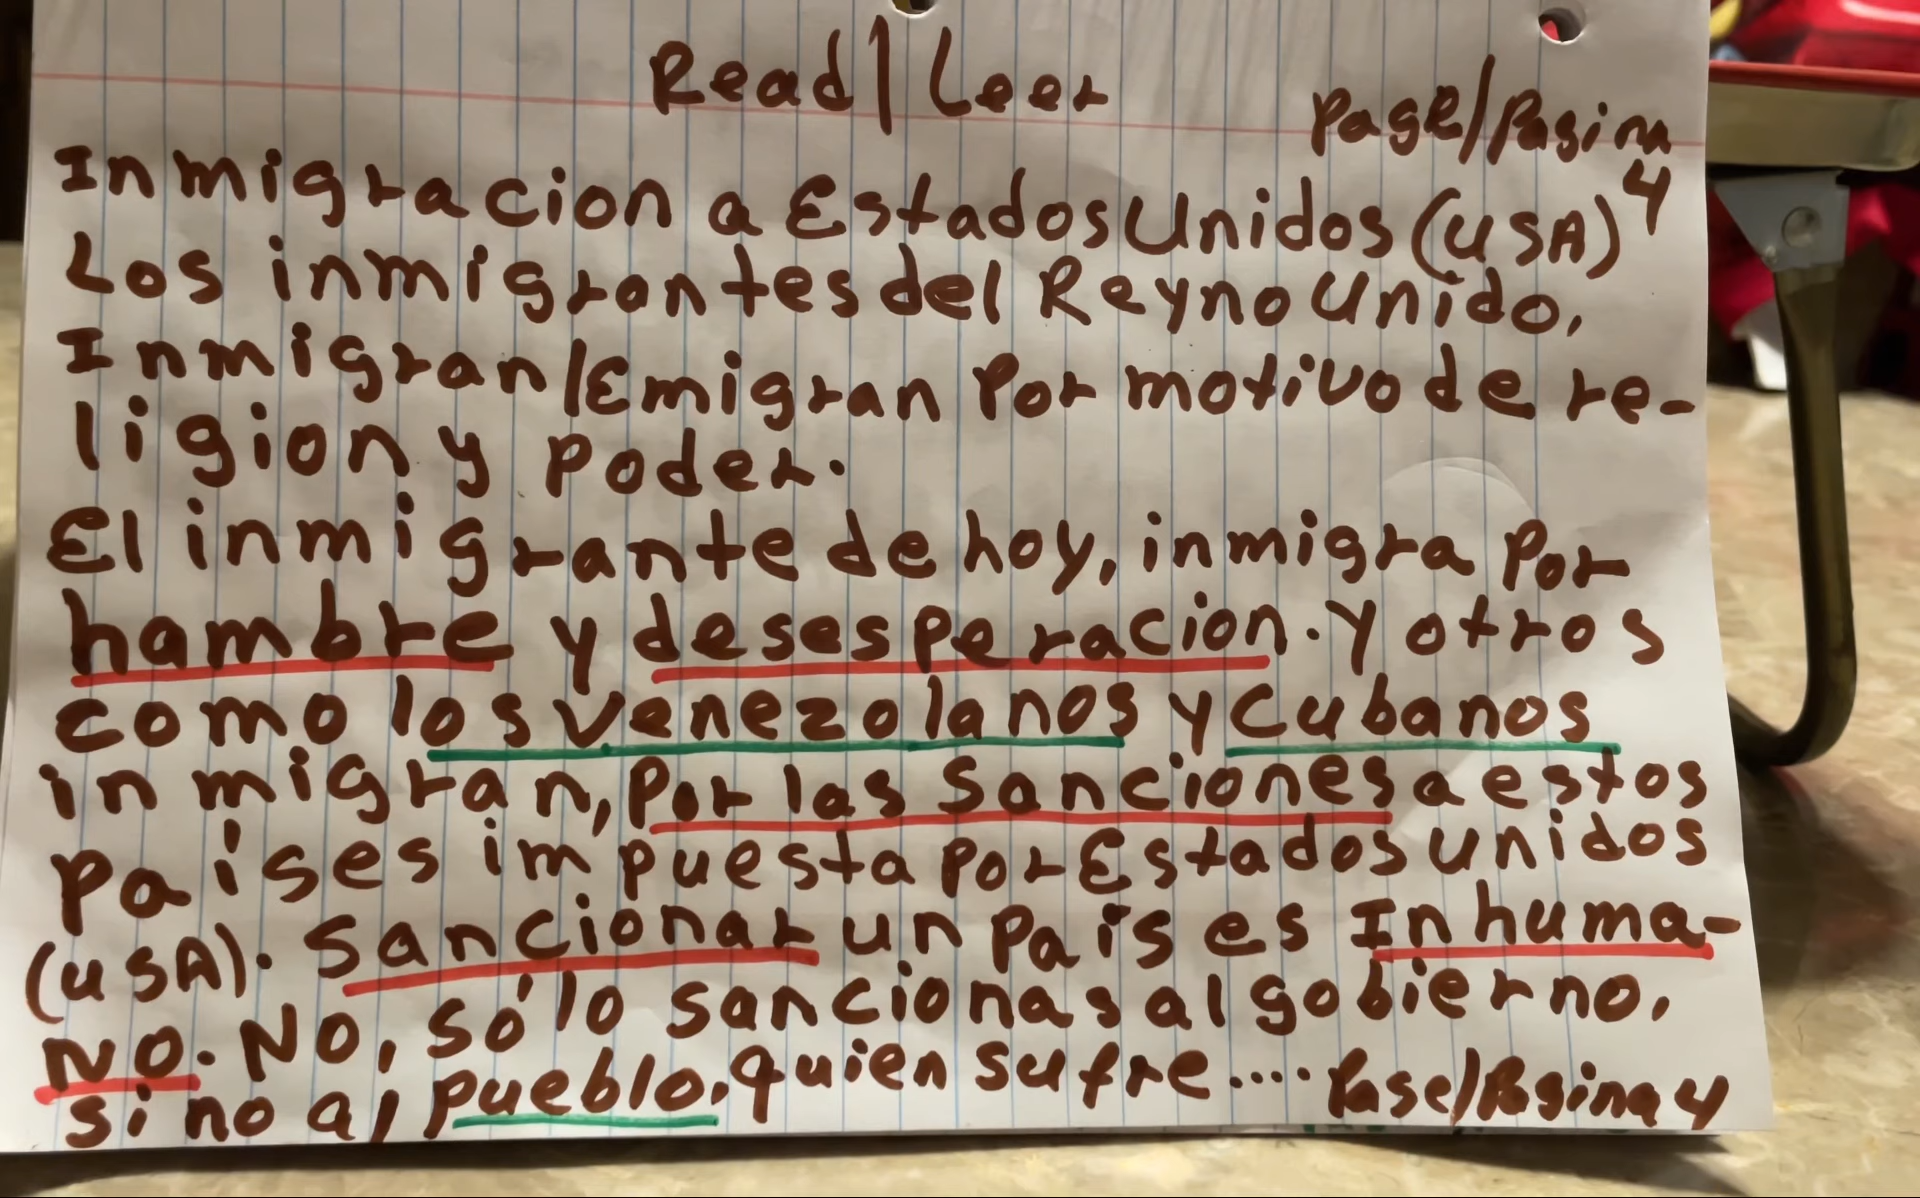 Read/Leer
Page/Pagina
4
Inmigracion a Estados Unidos (USA)
Los inmigrantes del Reyno Unido,
Inmigran/Emigran Por motivo de re-
ligion y Poder.
El inmigrante de hoy, inmigra Por
hambre y desesperacion. Y otros
como los venezolanos y Cubanos
inmigran, Por las Sanciones a estos
países impuesta por Estados unidos
(USA). Sancionar un País es Inhuma-
NO. NO, sólo sancionas al gobierno,
sino al pueblo, quien sufre....
Page/Pagina 4